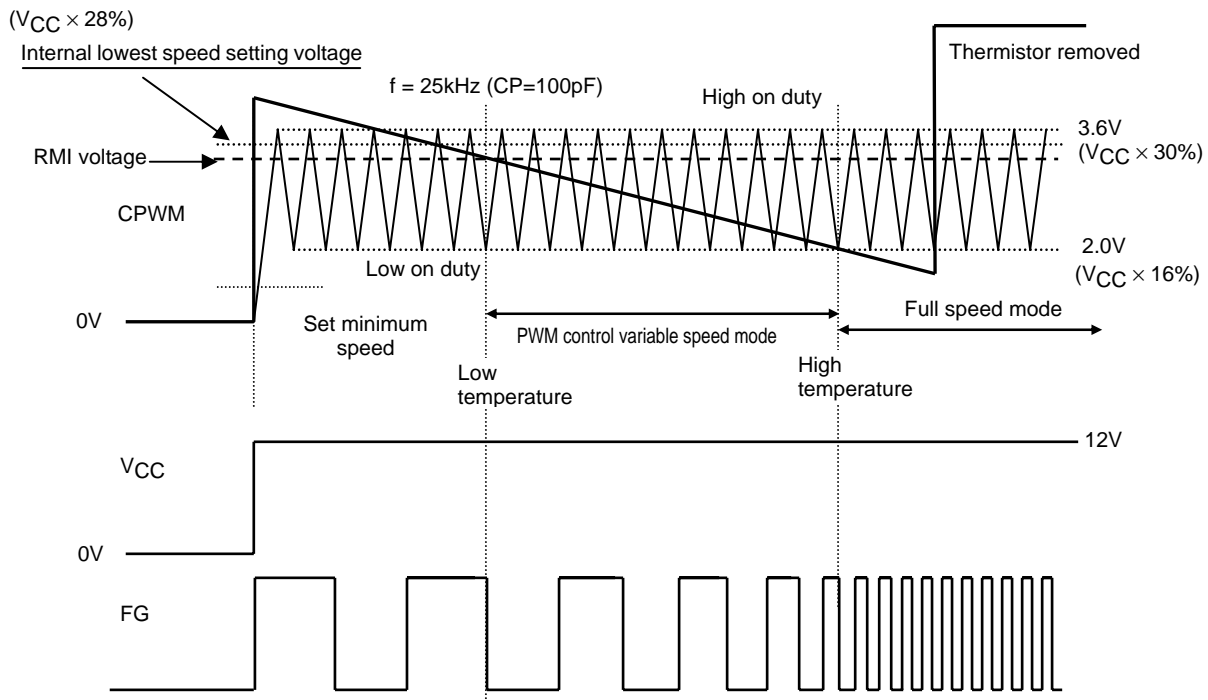 (VCC × 28%)
Internal lowest speed setting voltage
Thermistor removed
f = 25kHz (CP=100pF)
High on duty
3.6V
(VCC × 30%)
RMI voltage
CPWM
2.0V
(VCC × 16%)
Low on duty
0V
Set minimum
speed
PWM control variable speed mode
Full speed mode
Low
temperature
High
temperature
12V
VCC
0V
FG